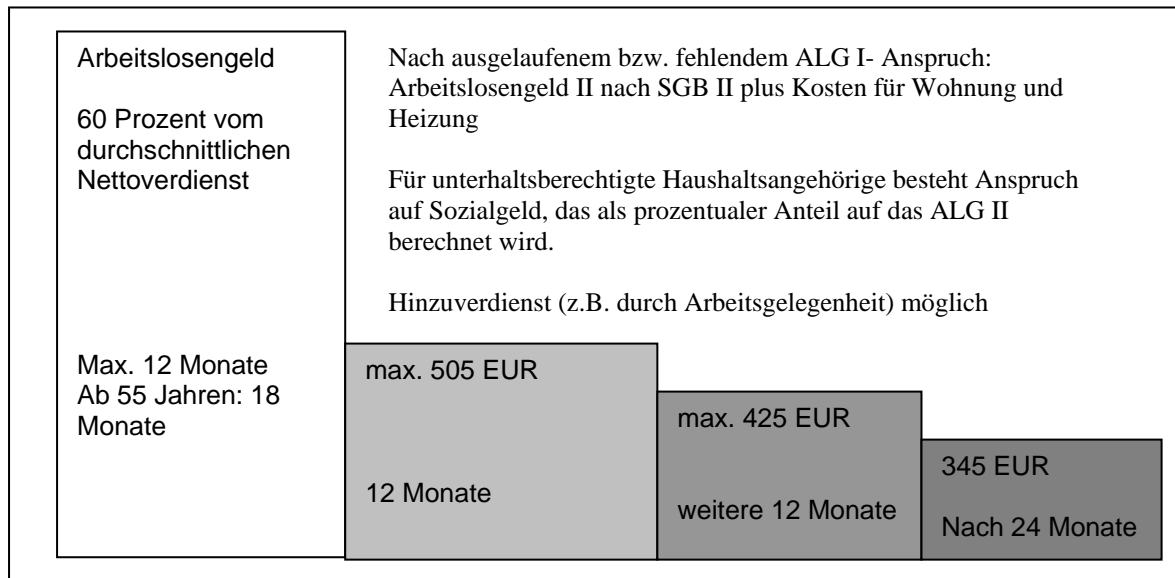 Arbeitslosengeld
60 Prozent vom
durchschnittlichen
Nettoverdienst
Max. 12 Monate
Ab 55 Jahren: 18
Monate
Nach ausgelaufenem bzw. fehlendem ALG I- Anspruch:
Arbeitslosengeld II nach SGB II plus Kosten für Wohnung und
Heizung
Für unterhaltsberechtigte Haushaltsangehörige besteht Anspruch
auf Sozialgeld, das als prozentualer Anteil auf das ALG II
berechnet wird.
Hinzuverdienst (z.B. durch Arbeitsgelegenheit) möglich
max. 505 EUR
12 Monate
max. 425 EUR
weitere 12 Monate
345 EUR
Nach 24 Monate